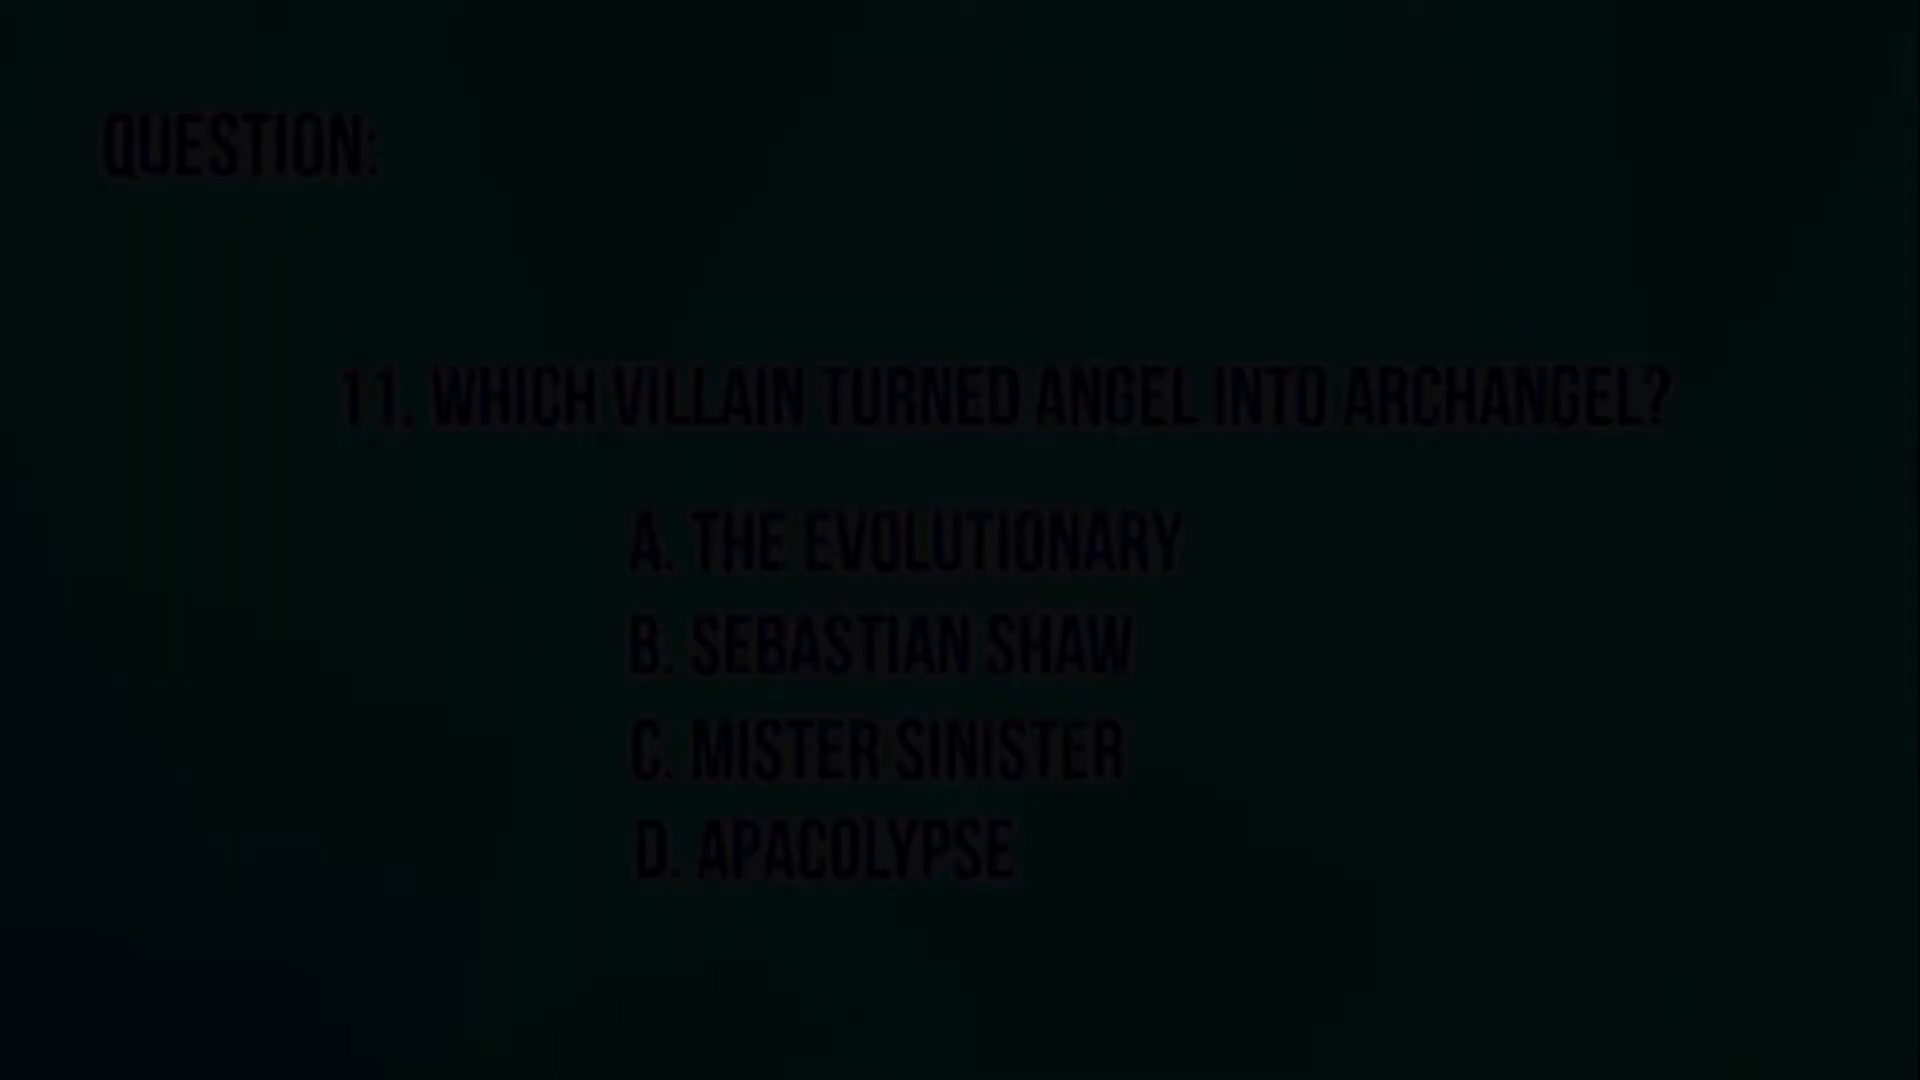 QUESTION:
11. WHICH VILLAIN TURNED ANGEL INTO ARCHANGEL?
A. THE EVOLUTIONARY
B. SEBASTIAN SHAW
C. MISTER SINISTER
D. APACOLYPSE